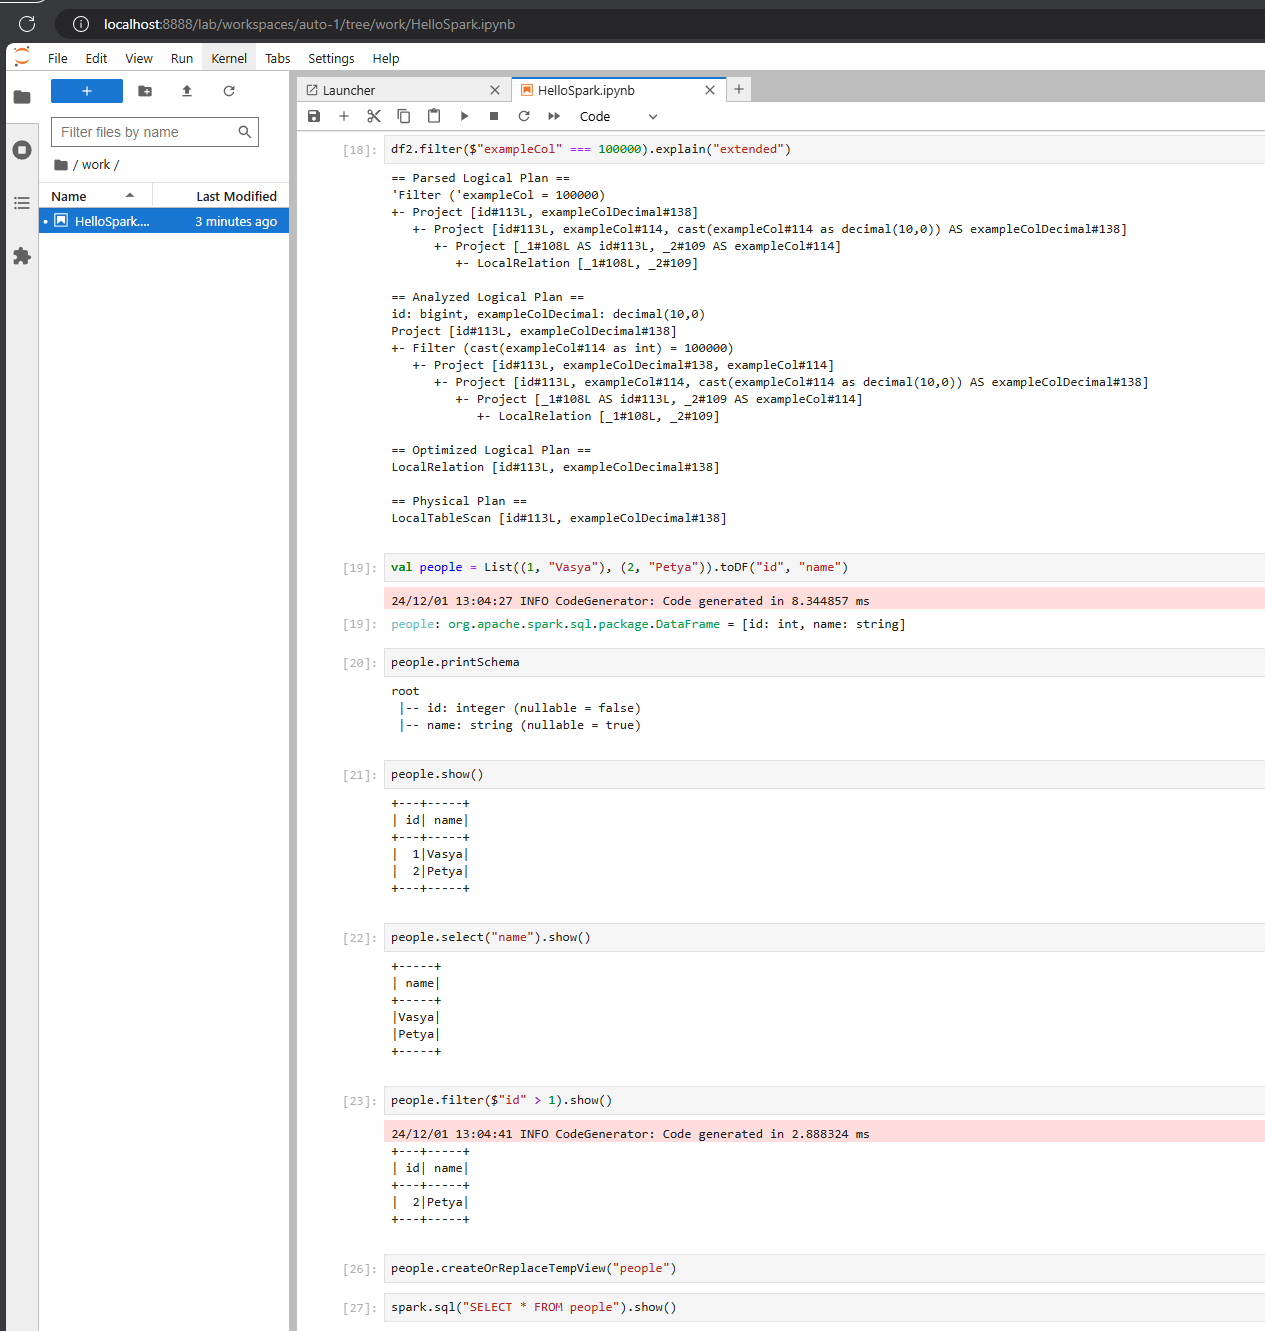 localhost:8888/lab/workspaces/auto-1/tree/work/HelloSpark.ipynb
File Edit View Run Kernel Tabs Settings Help
+
Filter files by name
/ work /
Name Last Modified
HelloSpark.... 3 minutes ago
Launcher
HelloSpark.ipynb
Code
[18]: df2.filter($"exampleCol" === 100000).explain("extended")
== Parsed Logical Plan ==
'Filter ('exampleCol = 100000)
+- Project [id#113L, exampleColDecimal#138]
   +- Project [id#113L, exampleCol#114, cast(exampleCol#114 as decimal(10,0)) AS exampleColDecimal#138]
      +- Project [_1#108L AS id#113L, _2#109 AS exampleCol#114]
         +- LocalRelation [_1#108L, _2#109]
== Analyzed Logical Plan ==
id: bigint, exampleColDecimal: decimal(10,0)
Project [id#113L, exampleColDecimal#138]
+- Filter (cast(exampleCol#114 as int) = 100000)
   +- Project [id#113L, exampleColDecimal#138, exampleCol#114]
      +- Project [id#113L, exampleCol#114, cast(exampleCol#114 as decimal(10,0)) AS exampleColDecimal#138]
         +- Project [_1#108L AS id#113L, _2#109 AS exampleCol#114]
            +- LocalRelation [_1#108L, _2#109]
== Optimized Logical Plan ==
LocalRelation [id#113L, exampleColDecimal#138]
== Physical Plan ==
LocalTableScan [id#113L, exampleColDecimal#138]
[19]: val people = List((1, "Vasya"), (2, "Petya")).toDF("id", "name")
24/12/01 13:04:27 INFO CodeGenerator: Code generated in 8.344857 ms
[19]: people: org.apache.spark.sql.package.DataFrame = [id: int, name: string]
[20]: people.printSchema
root
 |-- id: integer (nullable = false)
 |-- name: string (nullable = true)
[21]: people.show()
+---+-----+
| id| name|
+---+-----+
|  1|Vasya|
|  2|Petya|
+---+-----+
[22]: people.select("name").show()
+-----+
| name|
+-----+
|Vasya|
|Petya|
+-----+
[23]: people.filter($"id" > 1).show()
24/12/01 13:04:41 INFO CodeGenerator: Code generated in 2.888324 ms
+---+-----+
| id| name|
+---+-----+
|  2|Petya|
+---+-----+
[26]: people.createOrReplaceTempView("people")
[27]: spark.sql("SELECT * FROM people").show()